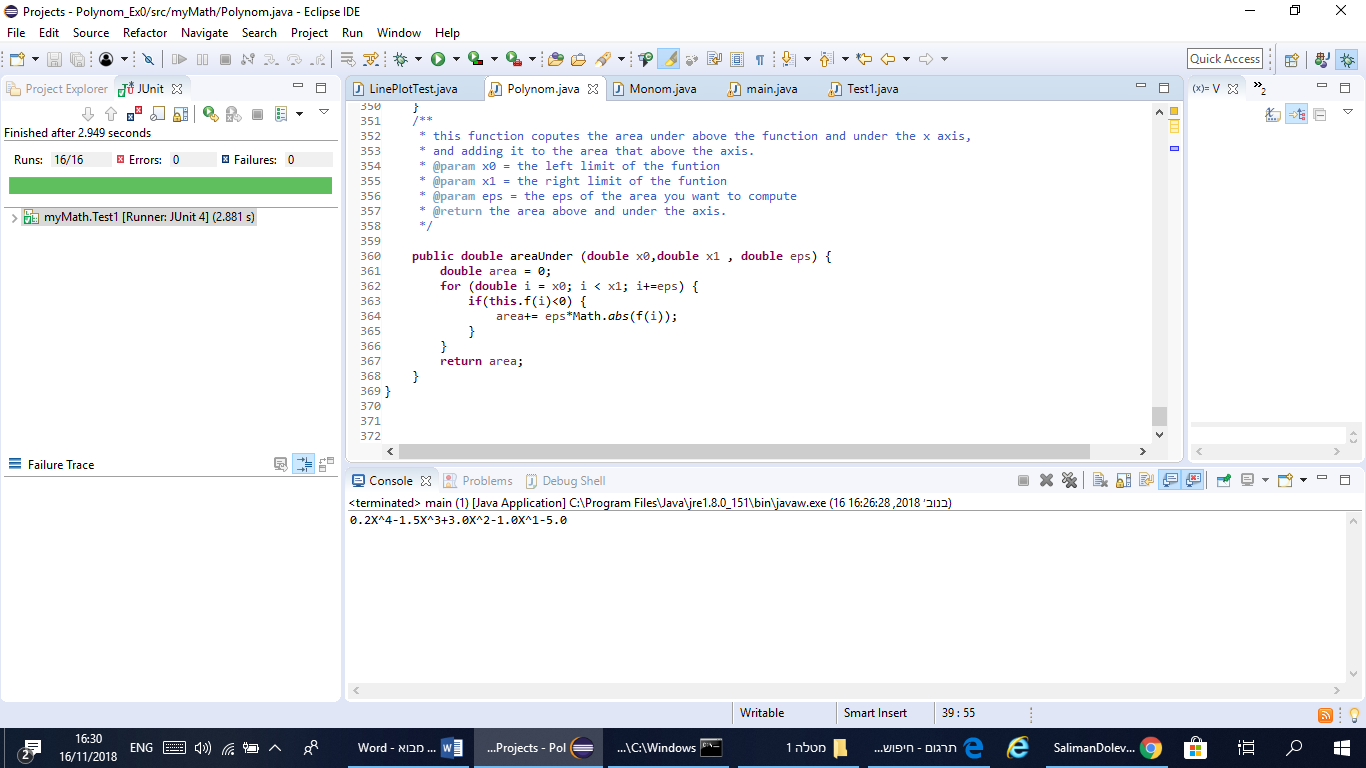 Projects - Polynom_Ex0/src/myMath/Polynom.java - Eclipse IDE
File Edit Source Refactor Navigate Search Project Run Window Help
Quick Access
Project Explorer JUnit
LinePlotTest.java Polynom.java Monom.java main.java Test1.java
(x)= V »2
Finished after 2.949 seconds
Runs: 16/16 Errors: 0 Failures: 0
myMath.Test1 [Runner: JUnit 4] (2.881 s)
Failure Trace
350 }
351 /**
352 * this function coputes the area under above the function and under the x axis,
353 * and adding it to the area that above the axis.
354 * @param x0 = the left limit of the funtion
355 * @param x1 = the right limit of the funtion
356 * @param eps = the eps of the area you want to compute
357 * @return the area above and under the axis.
358 */
359
360 public double areaUnder (double x0,double x1 , double eps) {
361 double area = 0;
362 for (double i = x0; i < x1; i+=eps) {
363 if(this.f(i)<0) {
364 area+= eps*Math.abs(f(i));
365 }
366 }
367 return area;
368 }
369 }
370
371
372
Console Problems Debug Shell
<terminated> main (1) [Java Application] C:\Program Files\Java\jre1.8.0_151\bin\javaw.exe (16 בנוב׳ 2018, 16:26:28)
0.2X^4-1.5X^3+3.0X^2-1.0X^1-5.0
Writable Smart Insert 39 : 55
2 16:30 ENG Word - מבוא ... ...Projects - Pol ...\C:\Windows מטלה 1 תרגום - חיפוש... SalimanDolev...
16/11/2018